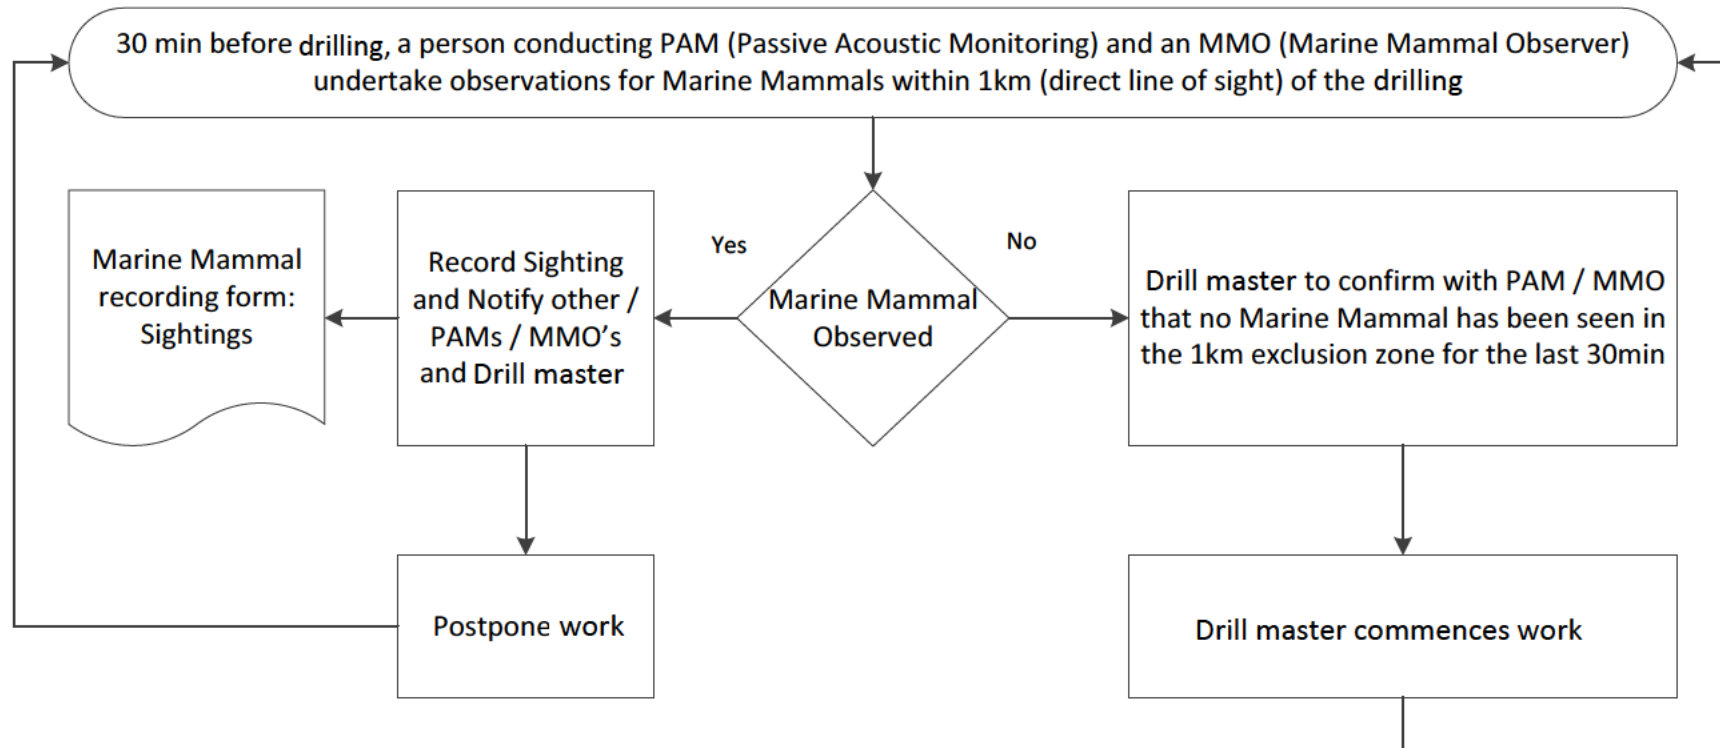 30 min before drilling, a person conducting PAM (Passive Acoustic Monitoring) and an MMO (Marine Mammal Observer)
undertake observations for Marine Mammals within 1km (direct line of sight) of the drilling
Marine Mammal
recording form:
Sightings
Record Sighting
and Notify other /
PAMs / MMO’s
and Drill master
Yes
Marine Mammal
Observed
No
Drill master to confirm with PAM / MMO
that no Marine Mammal has been seen in
the 1km exclusion zone for the last 30min
Postpone work
Drill master commences work